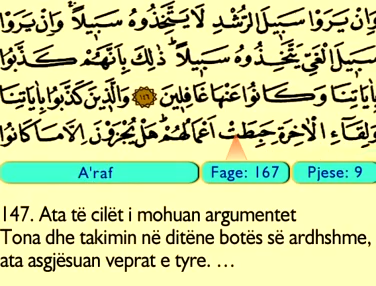 وَإِنْ يَرَوْا سَبِيلَ الرُّشْدِ لَا يَتَّخِذُوهُ سَبِيلًا وَإِنْ يَرَوْا
سَبِيلَ الْغَيِّ يَتَّخِذُوهُ سَبِيلًا ذَٰلِكَ بِأَنَّهُمْ كَذَّبُوا
بِآيَاتِنَا وَكَانُوا عَنْهَا غَافِلِينَ ١٤٦ وَالَّذِينَ كَذَّبُوا بِآيَاتِنَا
وَلِقَاءِ الْآخِرَةِ حَبِطَتْ أَعْمَالُهُمْ هَلْ يُجْزَوْنَ إِلَّا مَا كَانُوا
A'raf Fage: 167 Pjese: 9
147. Ata të cilët i mohuan argumentet
Tona dhe takimin në ditëne botës së ardhshme,
ata asgjësuan veprat e tyre. ...